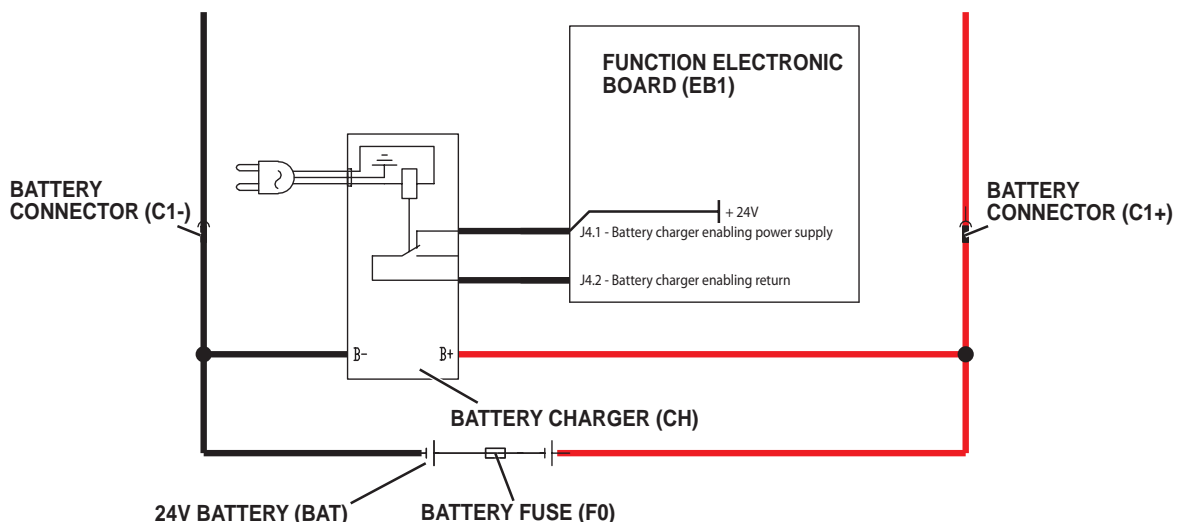 FUNCTION ELECTRONIC
BOARD (EB1)
BATTERY
CONNECTOR (C1-)
BATTERY
CONNECTOR (C1+)
+ 24V
J4.1 - Battery charger enabling power supply
J4.2 - Battery charger enabling return
B-
B+
BATTERY CHARGER (CH)
24V BATTERY (BAT)
BATTERY FUSE (F0)